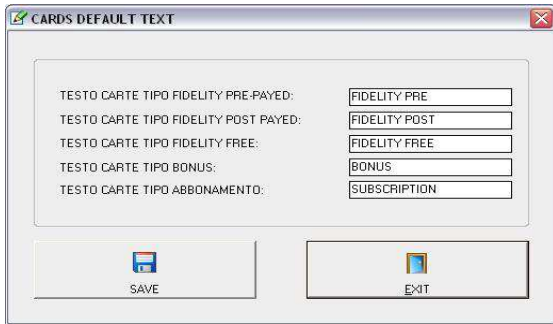 CARDS DEFAULT TEXT
TESTO CARTE TIPO FIDELITY PRE-PAYED: FIDELITY PRE
TESTO CARTE TIPO FIDELITY POST PAYED: FIDELITY POST
TESTO CARTE TIPO FIDELITY FREE: FIDELITY FREE
TESTO CARTE TIPO BONUS: BONUS
TESTO CARTE TIPO ABBONAMENTO: SUBSCRIPTION
SAVE EXIT